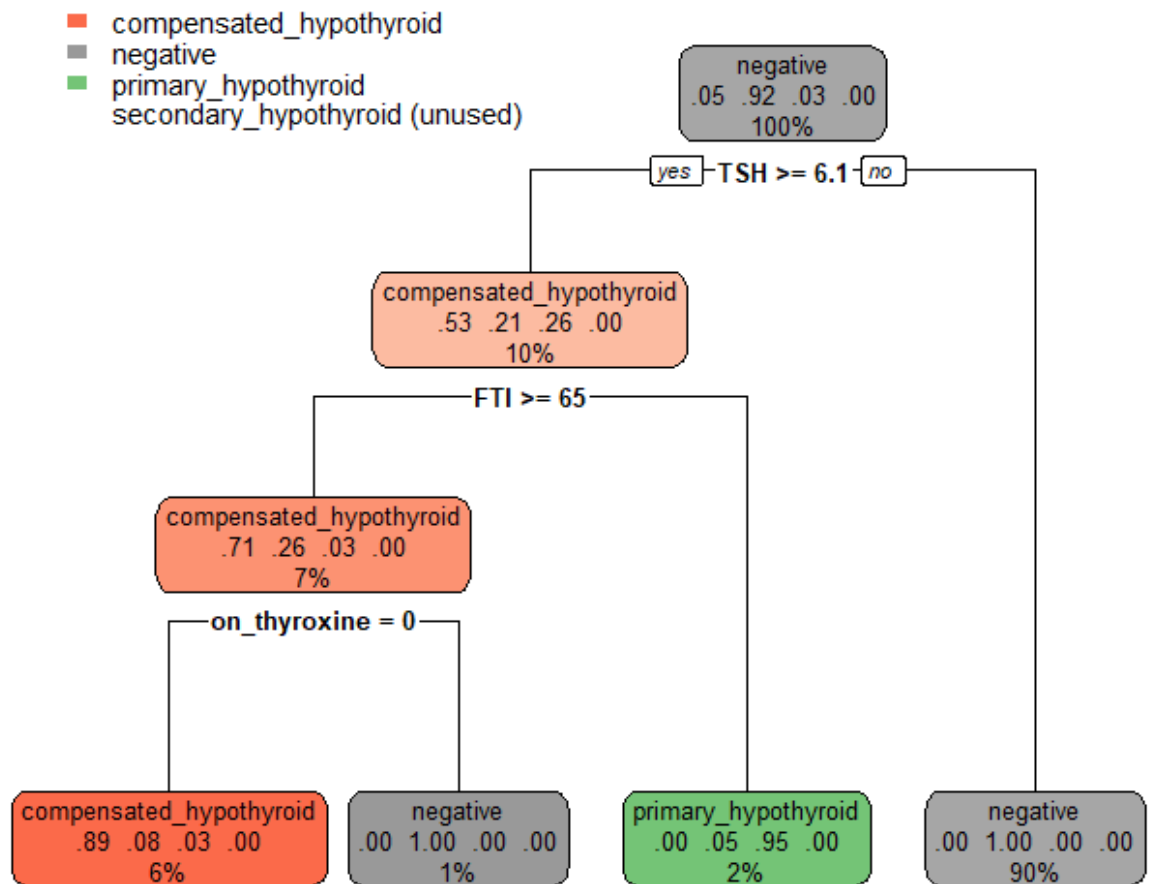 compensated_hypothyroid
negative
primary_hypothyroid
secondary_hypothyroid (unused)
negative
.05 .92 .03 .00
100%
yes TSH >= 6.1 no
compensated_hypothyroid
.53 .21 .26 .00
10%
FTI >= 65
compensated_hypothyroid
.71 .26 .03 .00
7%
on_thyroxine = 0
compensated_hypothyroid
.89 .08 .03 .00
6%
negative
.00 1.00 .00 .00
1%
primary_hypothyroid
.00 .05 .95 .00
2%
negative
.00 1.00 .00 .00
90%